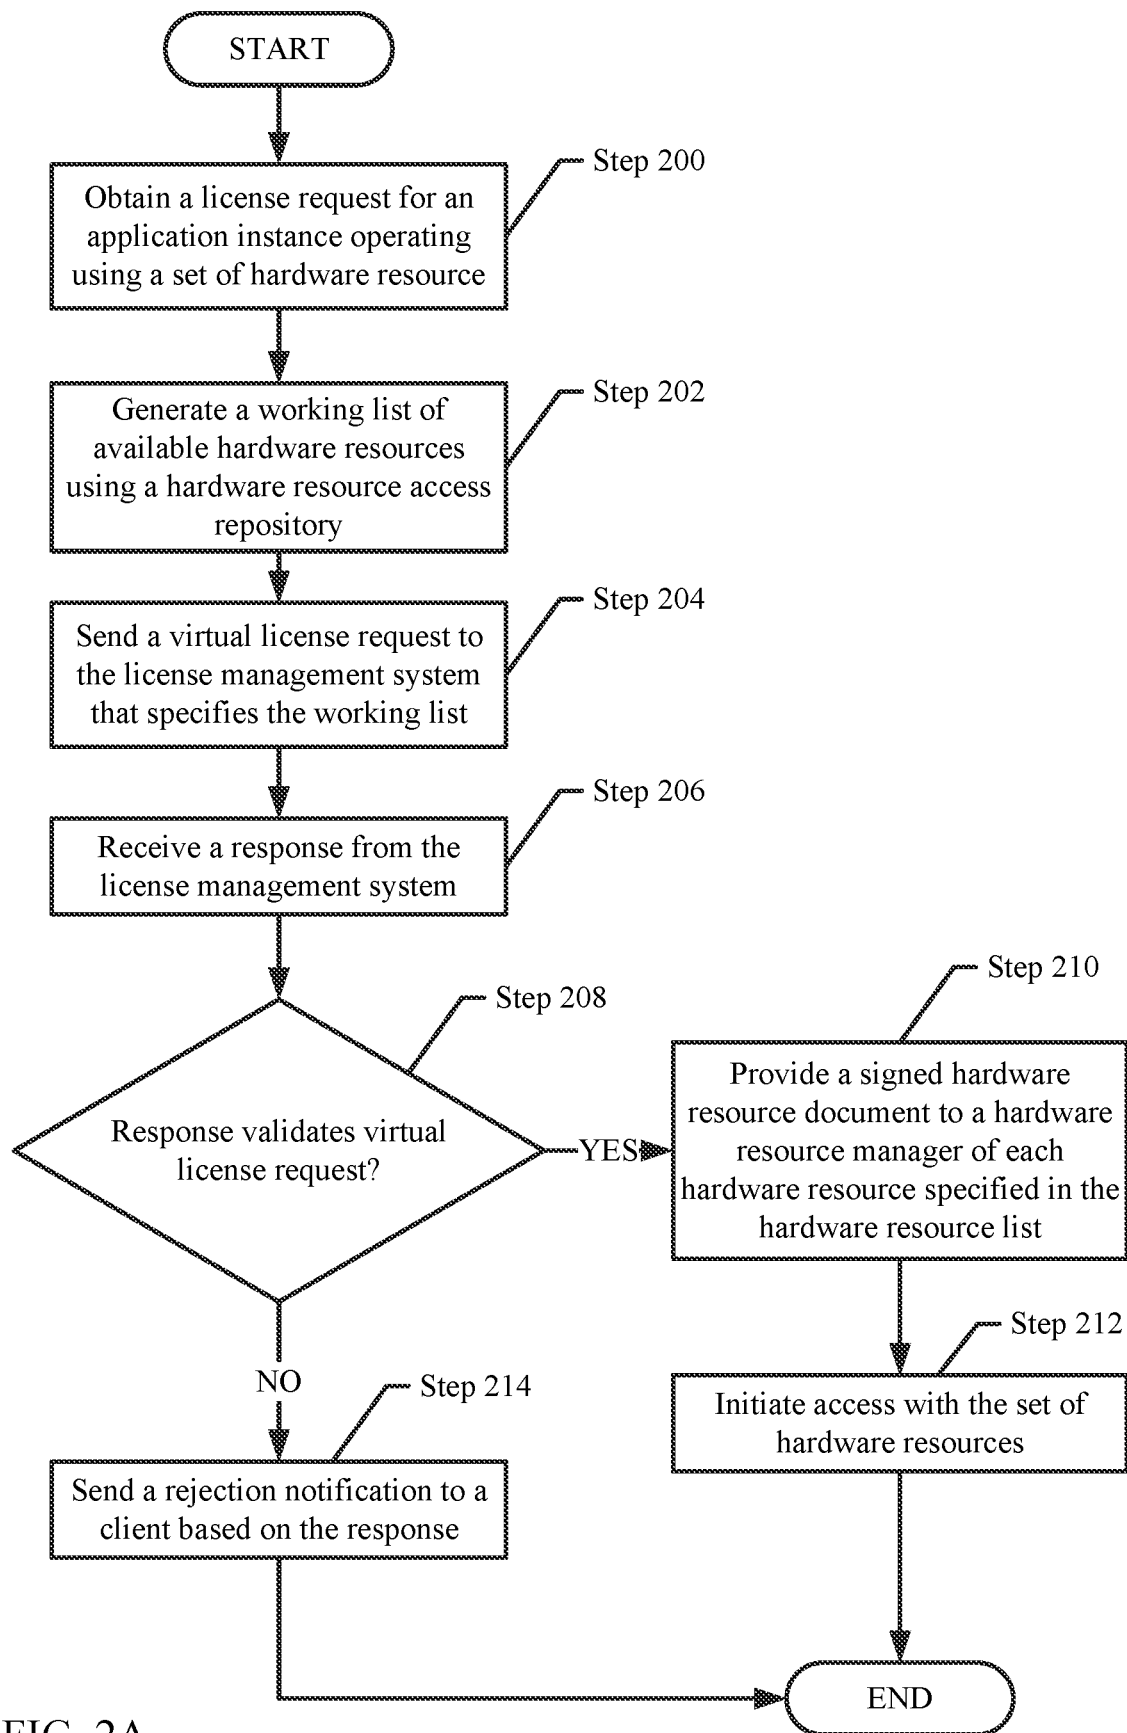 START
Step 200
Obtain a license request for an
application instance operating
using a set of hardware resource
Step 202
Generate a working list of
available hardware resources
using a hardware resource access
repository
Step 204
Send a virtual license request to
the license management system
that specifies the working list
Step 206
Receive a response from the
license management system
Step 208
Response validates virtual
license request?
YES
Step 210
Provide a signed hardware
resource document to a hardware
resource manager of each
hardware resource specified in the
hardware resource list
Step 212
Initiate access with the set of
hardware resources
NO
Step 214
Send a rejection notification to a
client based on the response
END
FIG. 2A